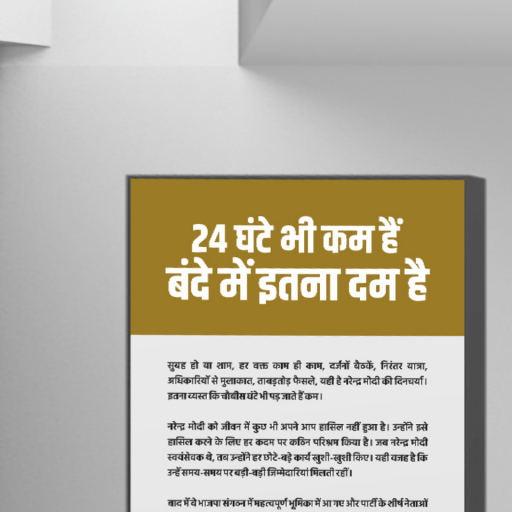 24 घंटे भी कम हैं
बंदे में इतना दम है
सुबह हो या शाम, हर वक्त काम ही काम, दर्जनों बैठकें, निरंतर यात्रा,
अधिकारियों से मुलाकात, ताबड़तोड़ फैसले, यही है नरेन्द्र मोदी की दिनचर्या।
इतना व्यस्त कि चौबीस घंटे भी पड़ जाते हैं कम।
नरेन्द्र मोदी को जीवन में कुछ भी अपने आप हासिल नहीं हुआ है। उन्होंने इसे
हासिल करने के लिए हर कदम पर कठिन परिश्रम किया है। जब नरेन्द्र मोदी
स्वयंसेवक थे, तब उन्होंने हर छोटे-बड़े कार्य खुशी-खुशी किए। यही वजह है कि
उन्हें समय-समय पर बड़ी-बड़ी जिम्मेदारियां मिलती रहीं।
बाद में वे भाजपा संगठन में महत्वपूर्ण भूमिका में आ गए और पार्टी के शीर्ष नेताओं